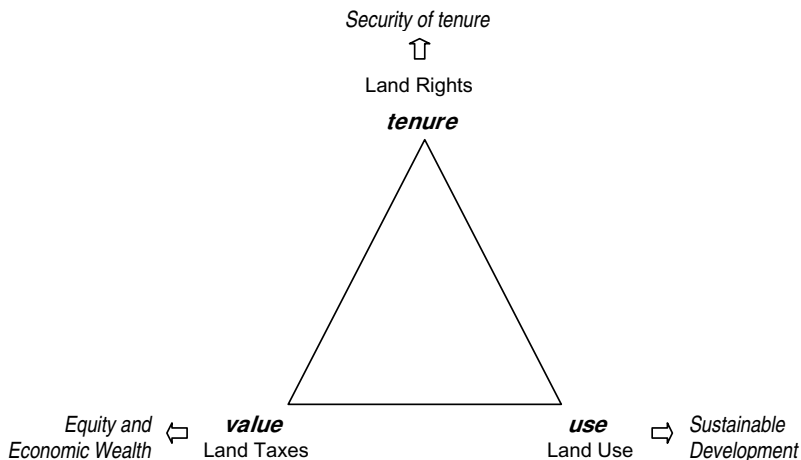 Security of tenure
Land Rights
tenure
Equity and
Economic Wealth
value
Land Taxes
use
Land Use
Sustainable
Development